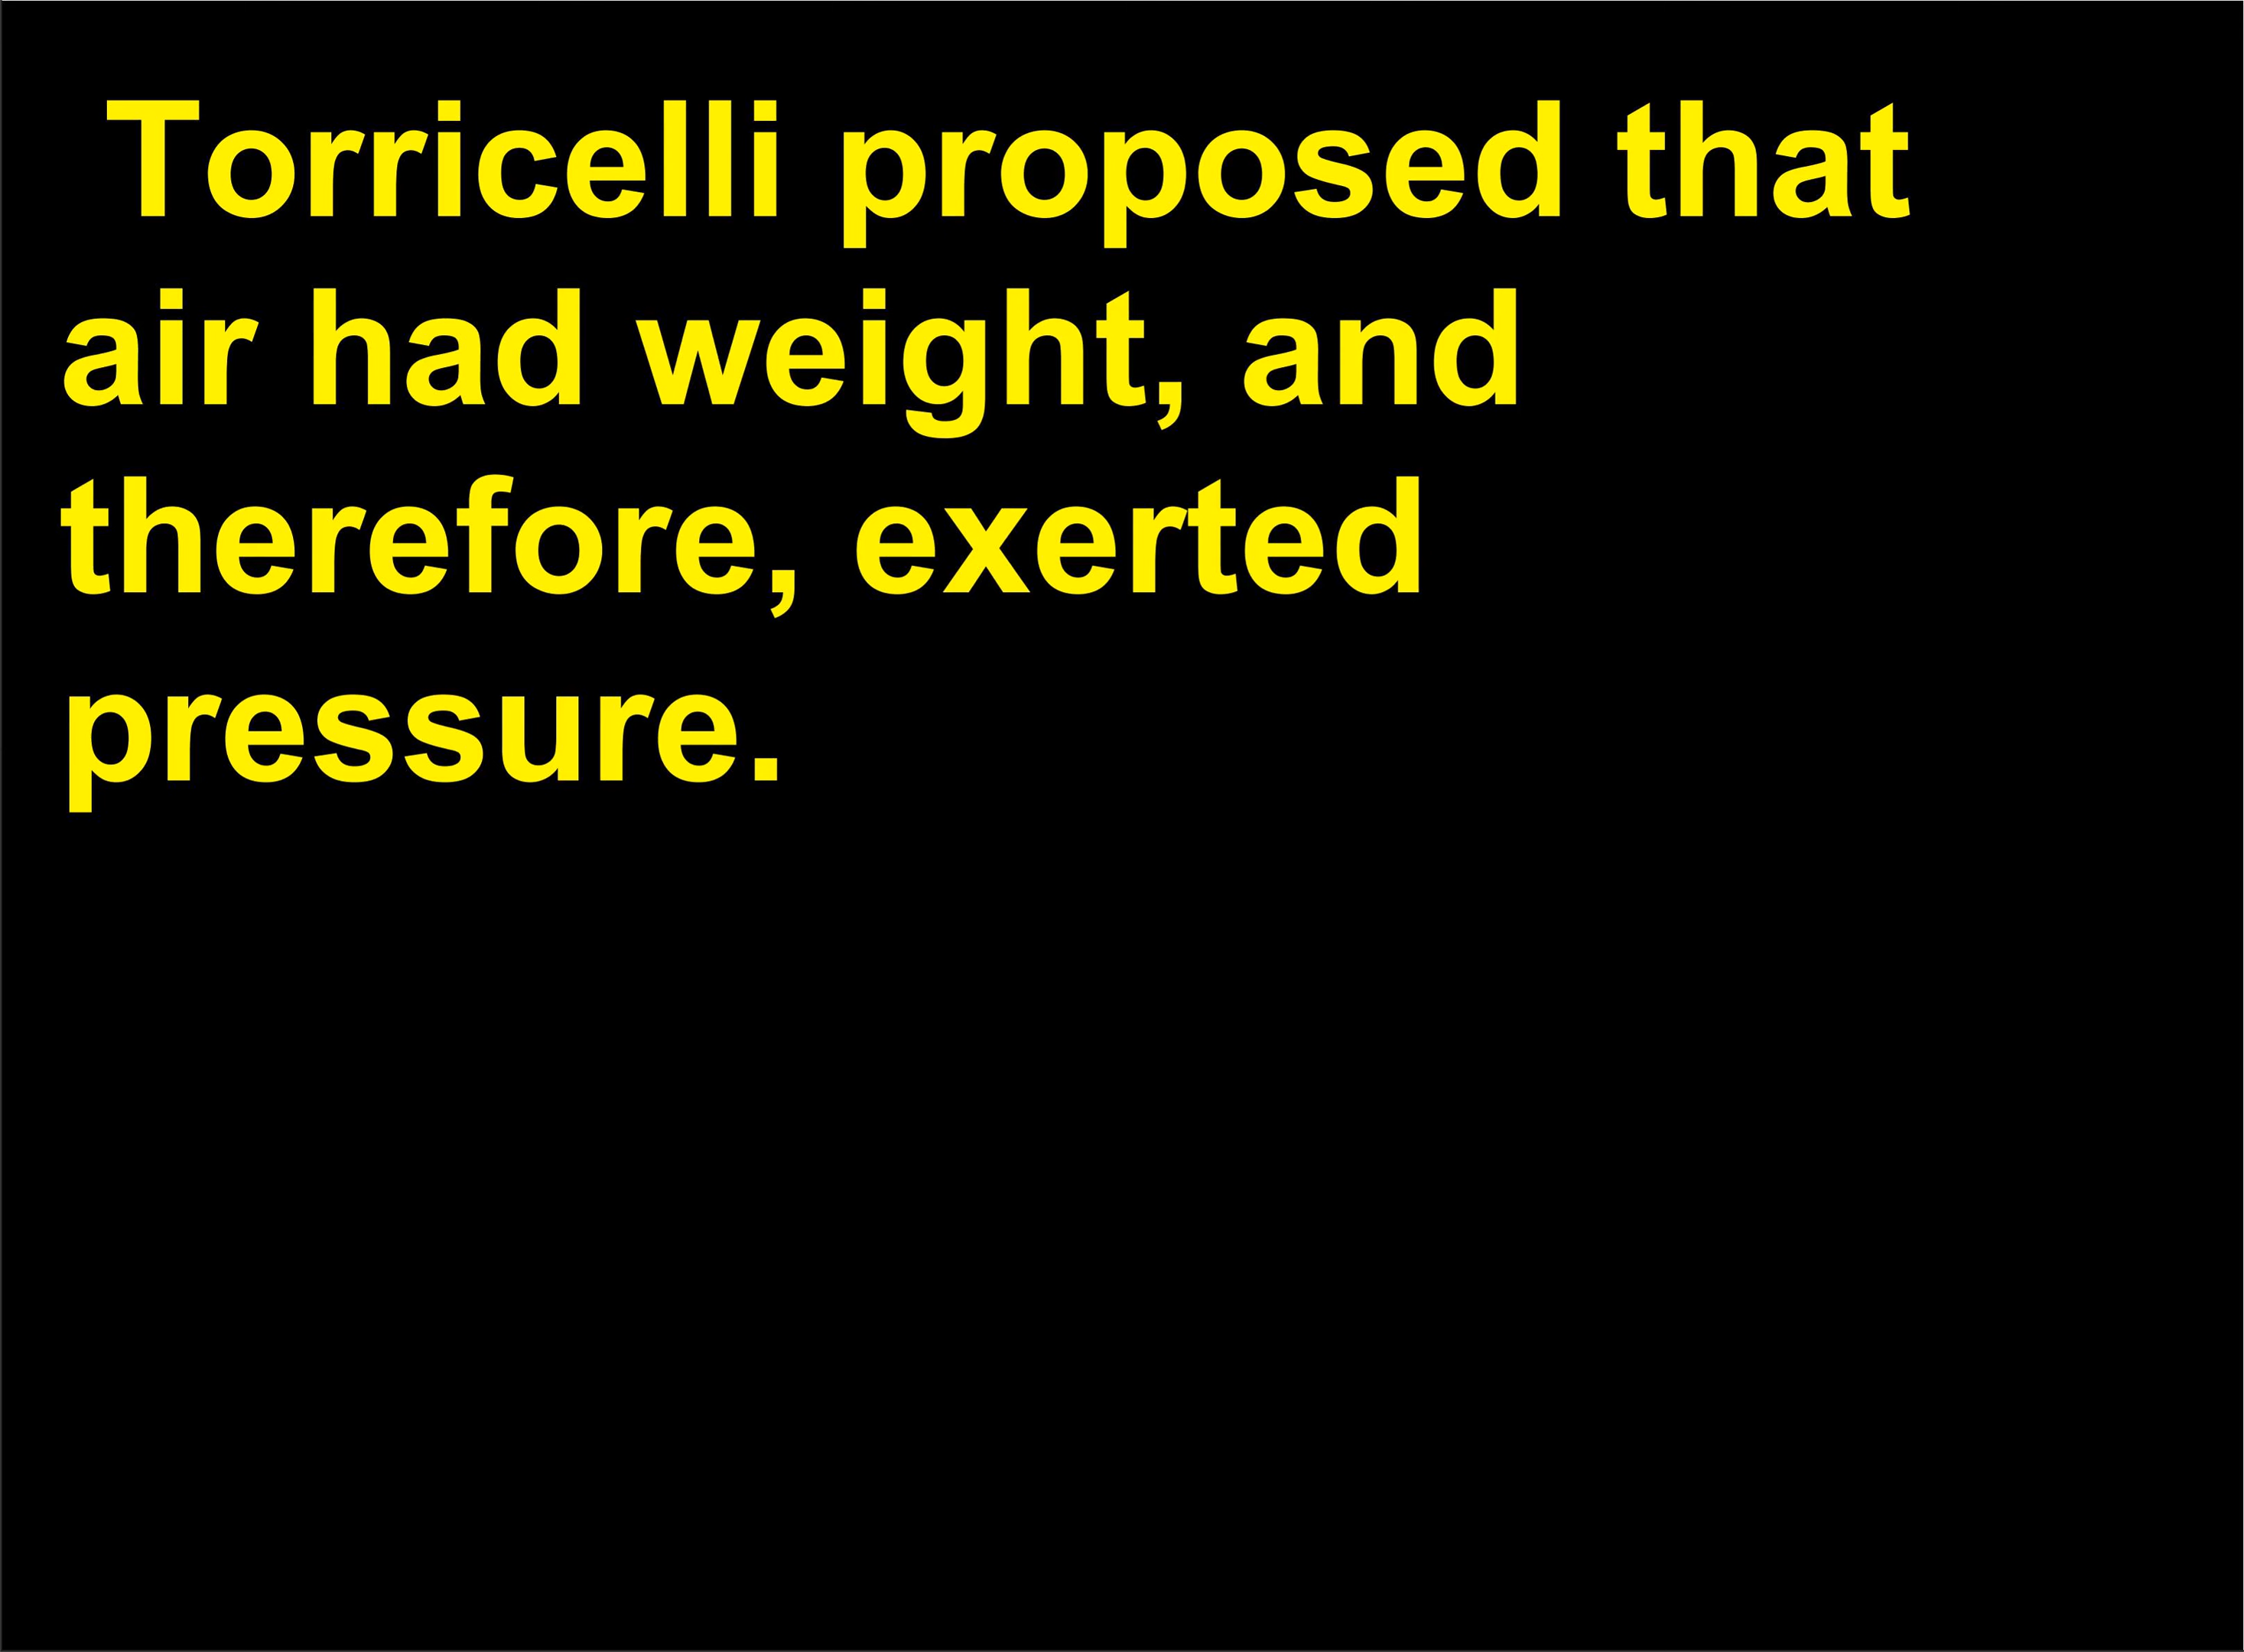 Torricelli proposed that
air had weight, and
therefore, exerted
pressure.